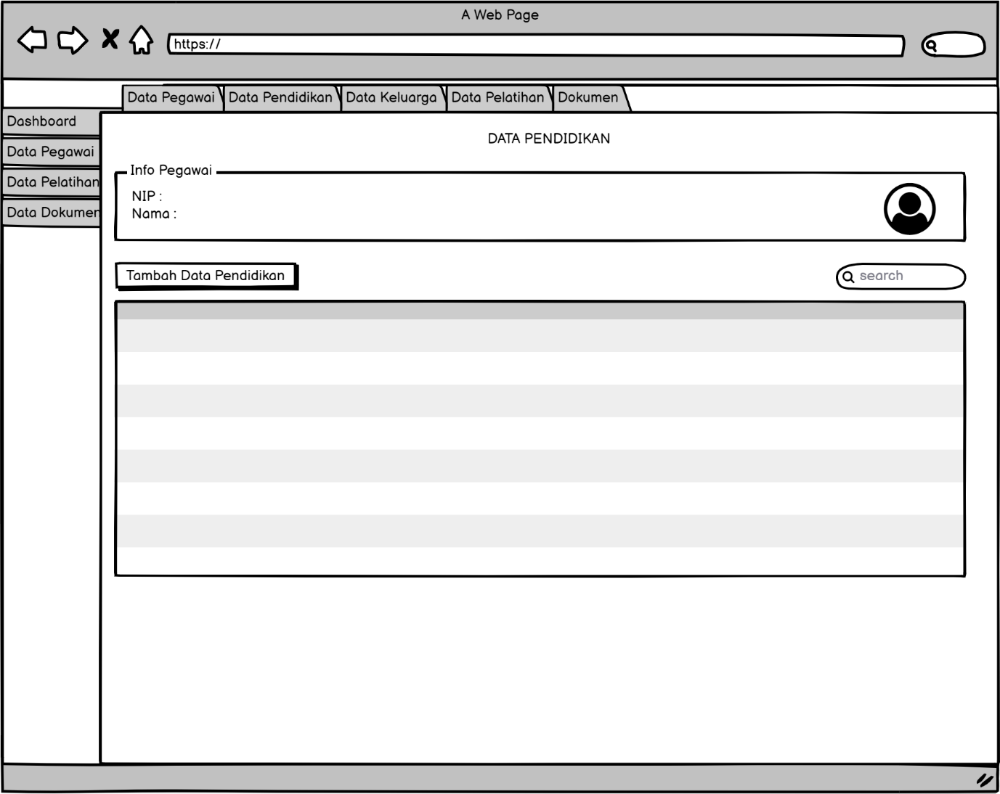 A Web Page
https://
Data Pegawai
Data Pendidikan
Data Keluarga
Data Pelatihan
Dokumen
Dashboard
Data Pegawai
Data Pelatihan
Data Dokumen
DATA PENDIDIKAN
Info Pegawai
NIP :
Nama :
Tambah Data Pendidikan
search